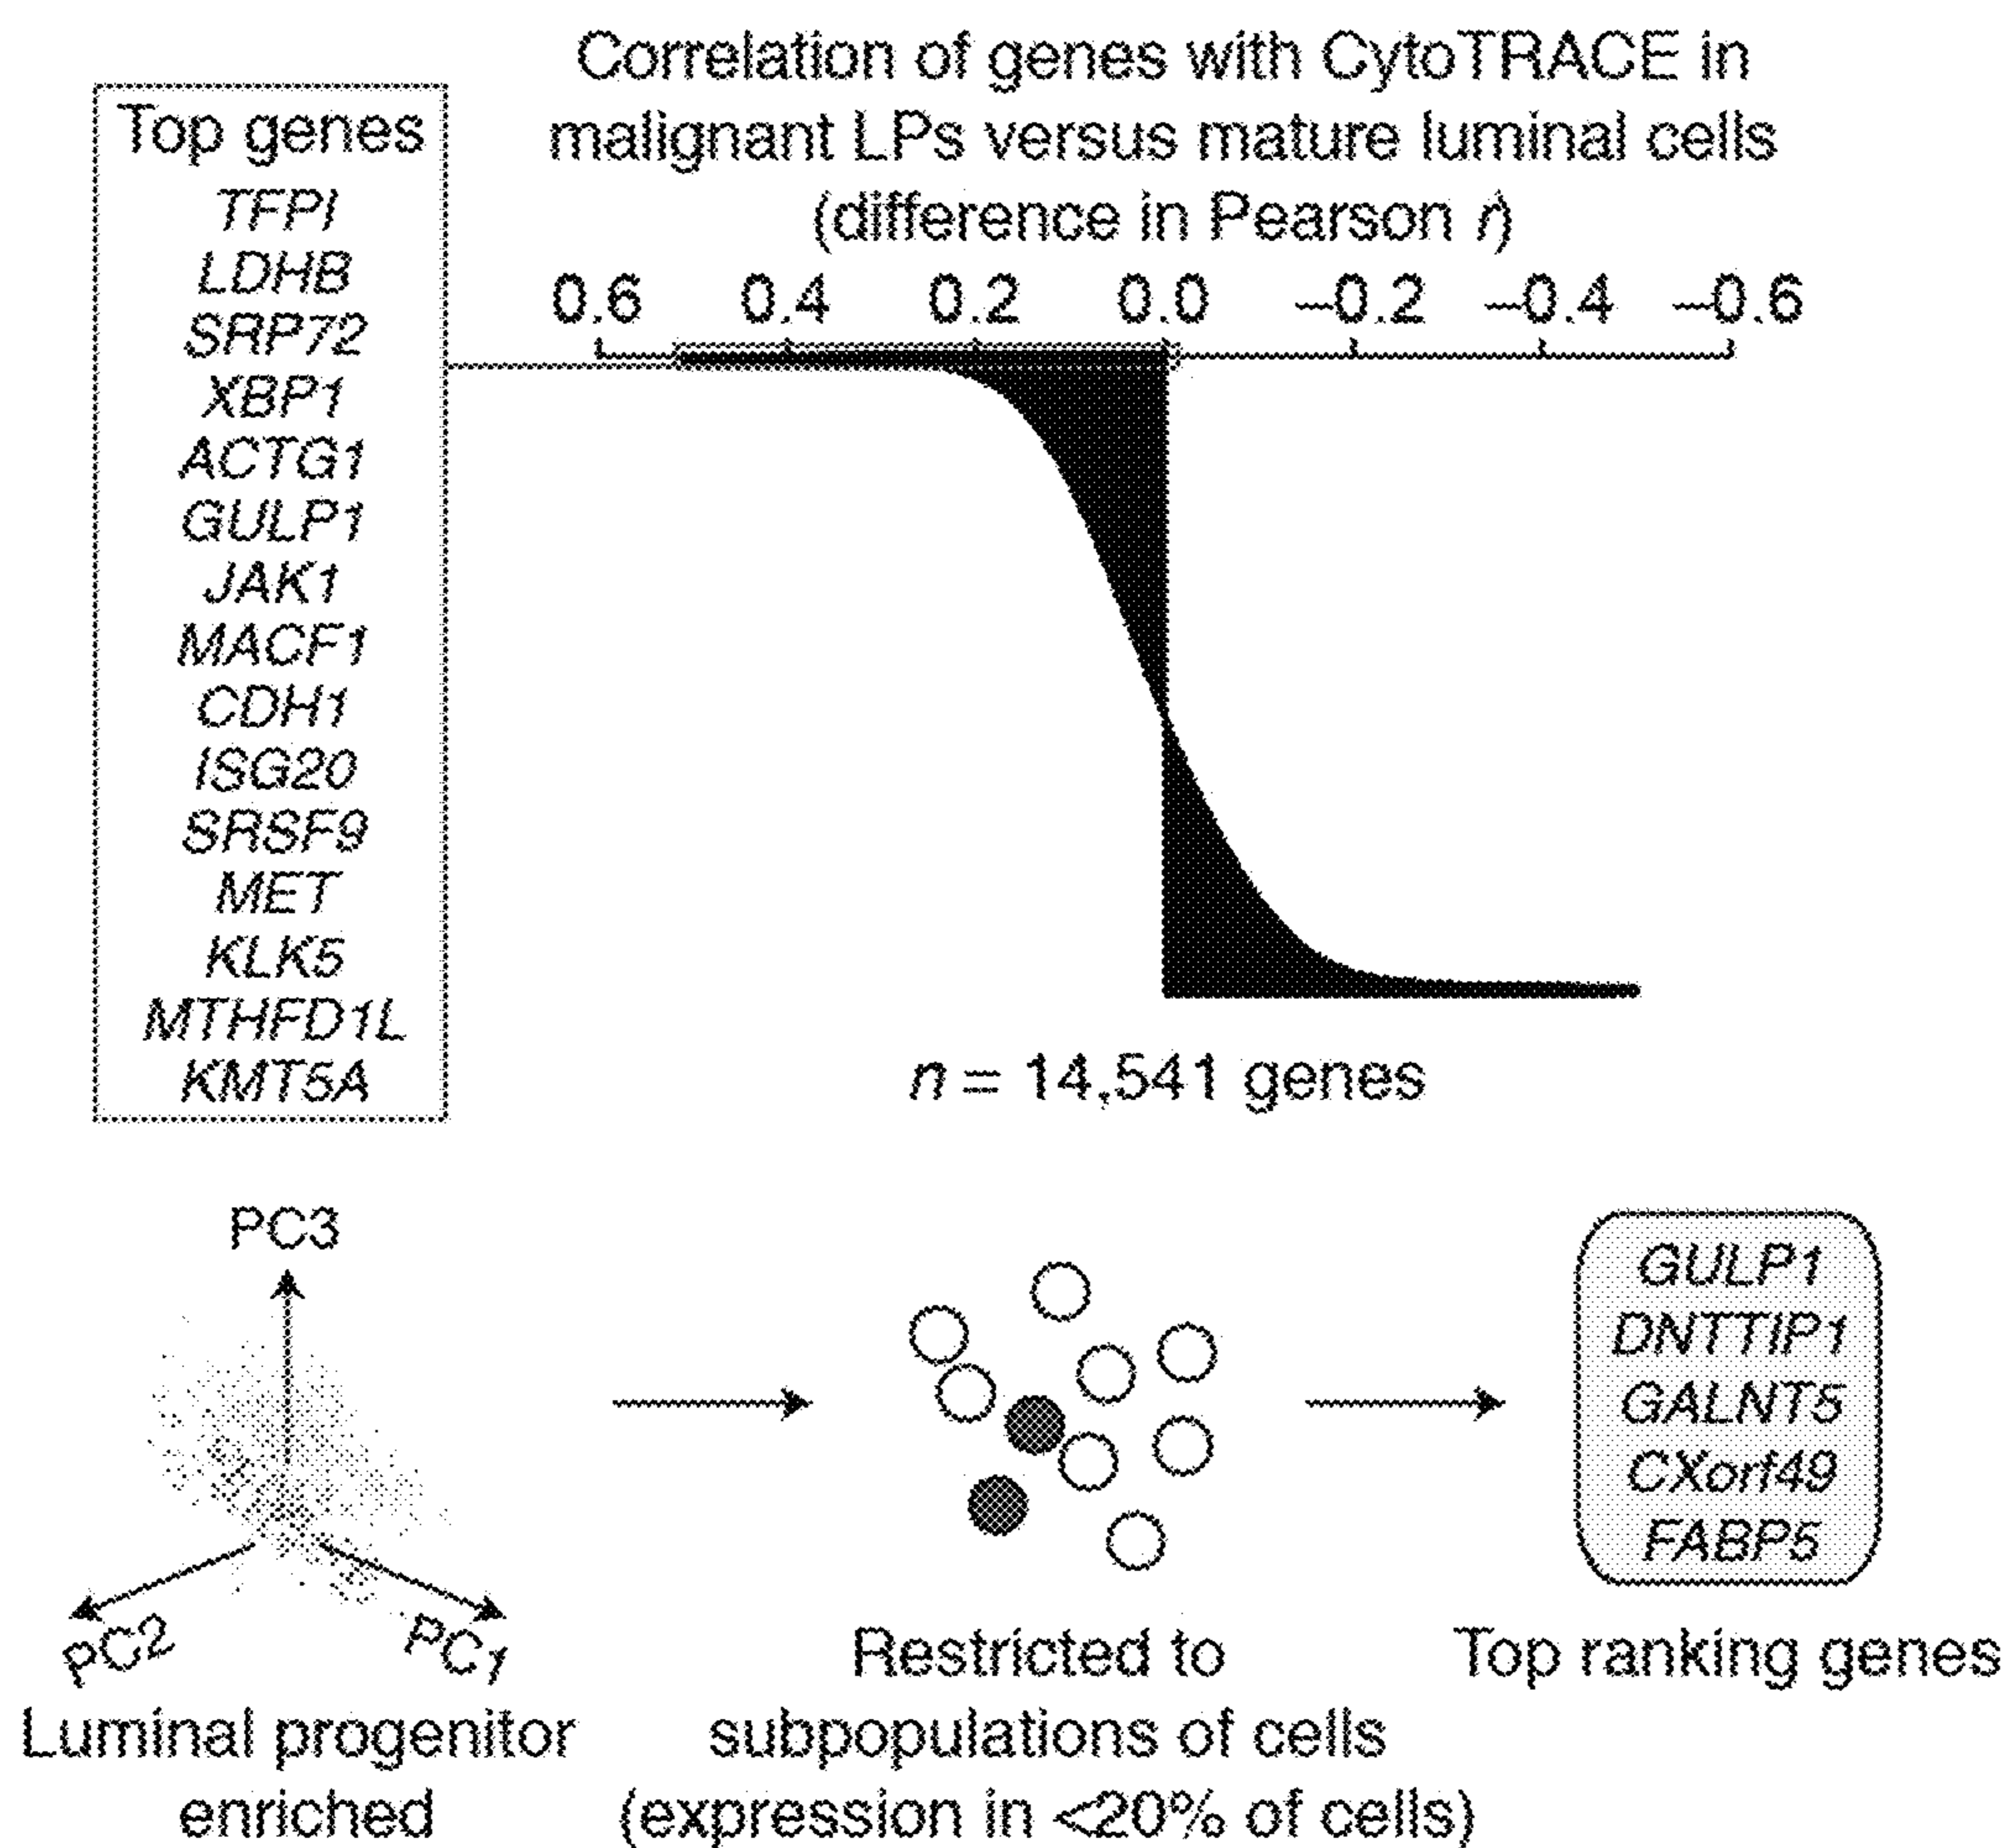 Correlation of genes with CytoTRACE in
malignant LPs versus mature luminal cells
(difference in Pearson r)
0.6 0.4 0.2 0.0 –0.2 –0.4 –0.6
Top genes
TFPI
LDHB
SRP72
XBP1
ACTG1
GULP1
JAK1
MACF1
CDH1
ISG20
SRSF9
MET
KLK5
MTHFD1L
KMT5A
n = 14,541 genes
PC3
PC2
PC1
Luminal progenitor
enriched
Restricted to
subpopulations of cells
(expression in <20% of cells)
GULP1
DNTTIP1
GALNT5
CXorf49
FABP5
Top ranking genes